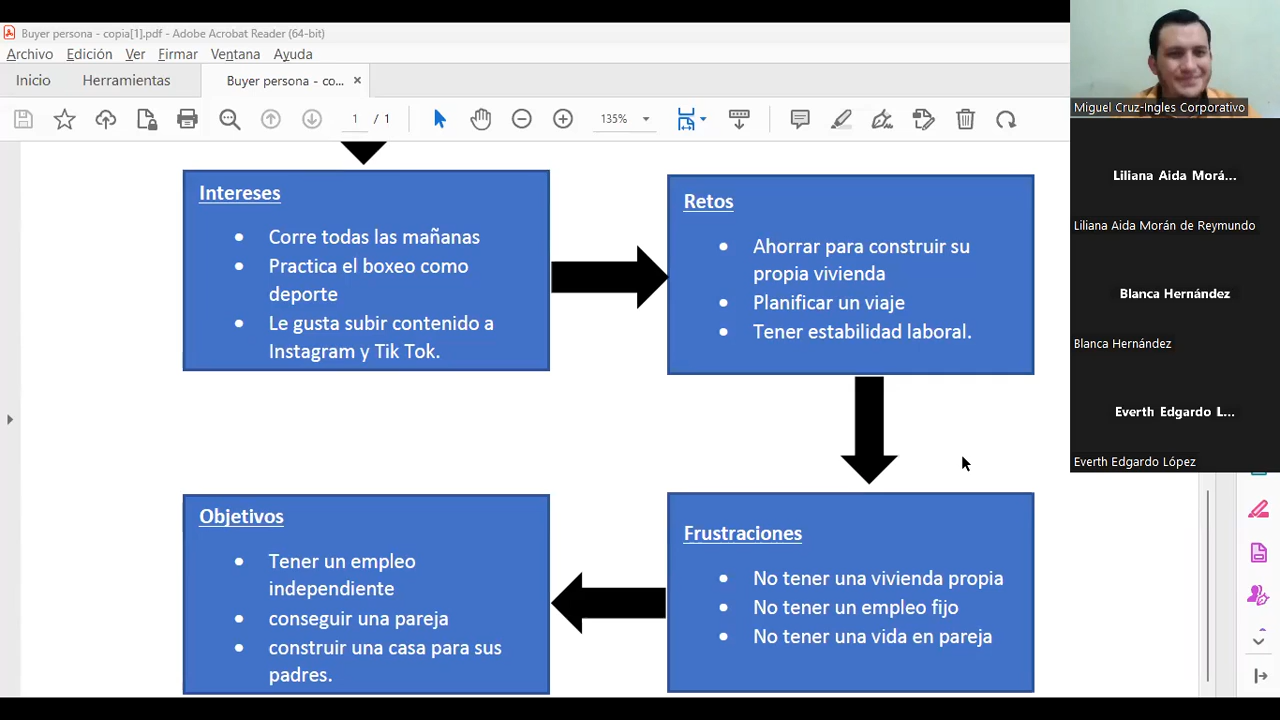 Buyer persona - copia[1].pdf - Adobe Acrobat Reader (64-bit)
Archivo Edición Ver Firmar Ventana Ayuda
Inicio Herramientas Buyer persona - co... ×
1 / 1 135%
Intereses
• Corre todas las mañanas
• Practica el boxeo como
deporte
• Le gusta subir contenido a
Instagram y Tik Tok.
Retos
• Ahorrar para construir su
propia vivienda
• Planificar un viaje
• Tener estabilidad laboral.
Objetivos
• Tener un empleo
independiente
• conseguir una pareja
• construir una casa para sus
padres.
Frustraciones
• No tener una vivienda propia
• No tener un empleo fijo
• No tener una vida en pareja
Miguel Cruz-Ingles Corporativo
Liliana Aida Morá...
Liliana Aida Morán de Reymundo
Blanca Hernández
Blanca Hernández
Everth Edgardo L...
Everth Edgardo López